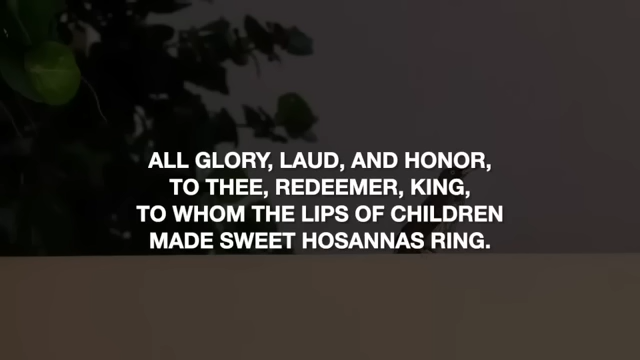 ALL GLORY, LAUD, AND HONOR,
TO THEE, REDEEMER, KING,
TO WHOM THE LIPS OF CHILDREN
MADE SWEET HOSANNAS RING.